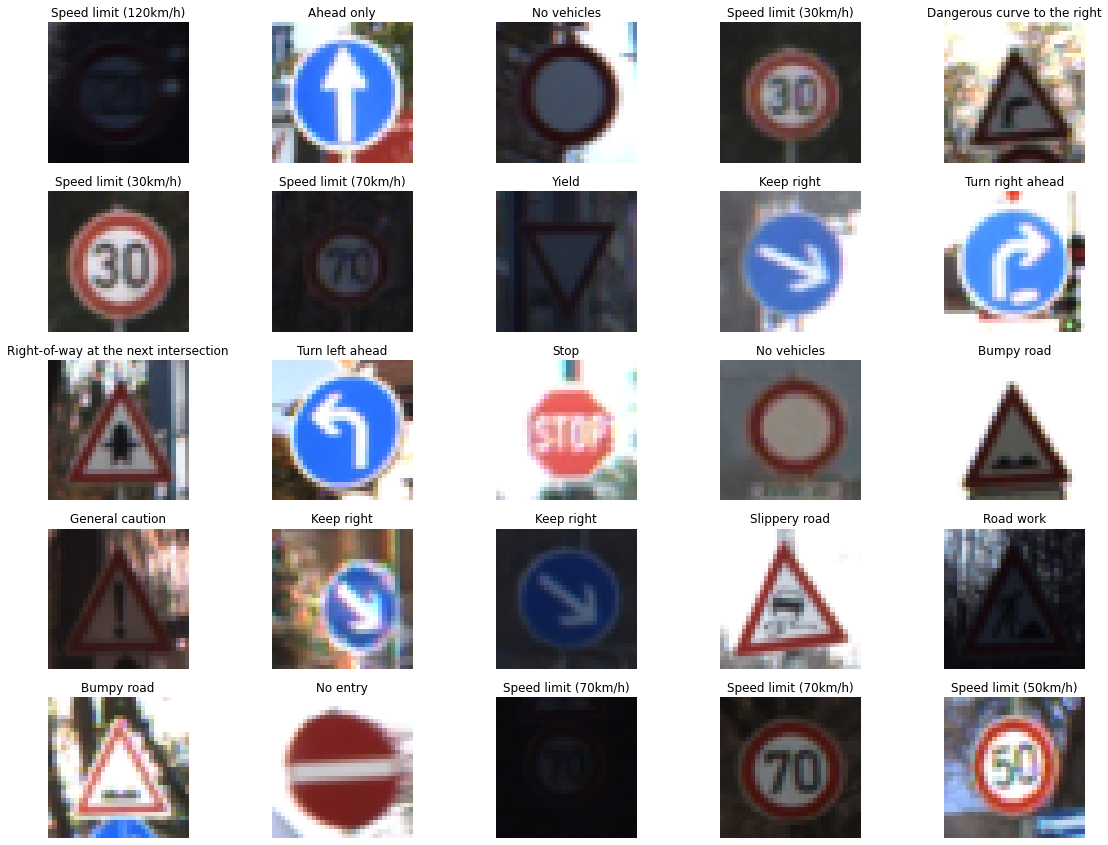 Speed limit (120km/h)
Ahead only
No vehicles
Speed limit (30km/h)
Dangerous curve to the right
30
Speed limit (30km/h)
Speed limit (70km/h)
Yield
Keep right
Turn right ahead
30
70
Right-of-way at the next intersection
Turn left ahead
Stop
No vehicles
Bumpy road
STOP
General caution
Keep right
Keep right
Slippery road
Road work
!
Bumpy road
No entry
Speed limit (70km/h)
Speed limit (70km/h)
Speed limit (50km/h)
70
70
50